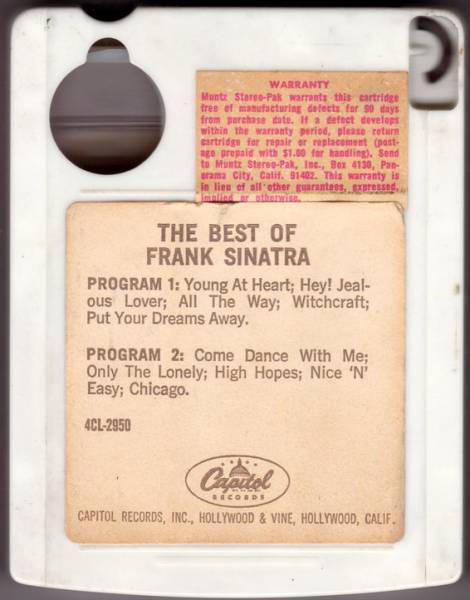 WARRANTY
Muntz Stereo-Pak warrants this cartridge
free of manufacturing defects for 90 days
from purchase date. If a defect develops
within the warranty period, please return
cartridge for repair or replacement (post-
age prepaid with $1.00 for handling). Send
to Muntz Stereo-Pak, Inc., Box 4130, Pan-
orama City, Calif. 91402. This warranty is
in lieu of all other guarantees, expressed,
implied or otherwise.
THE BEST OF
FRANK SINATRA
PROGRAM 1: Young At Heart; Hey! Jeal-
ous Lover; All The Way; Witchcraft;
Put Your Dreams Away.
PROGRAM 2: Come Dance With Me;
Only The Lonely; High Hopes; Nice 'N'
Easy; Chicago.
4CL-2950
Capitol
RECORDS
CAPITOL RECORDS, INC., HOLLYWOOD & VINE, HOLLYWOOD, CALIF.